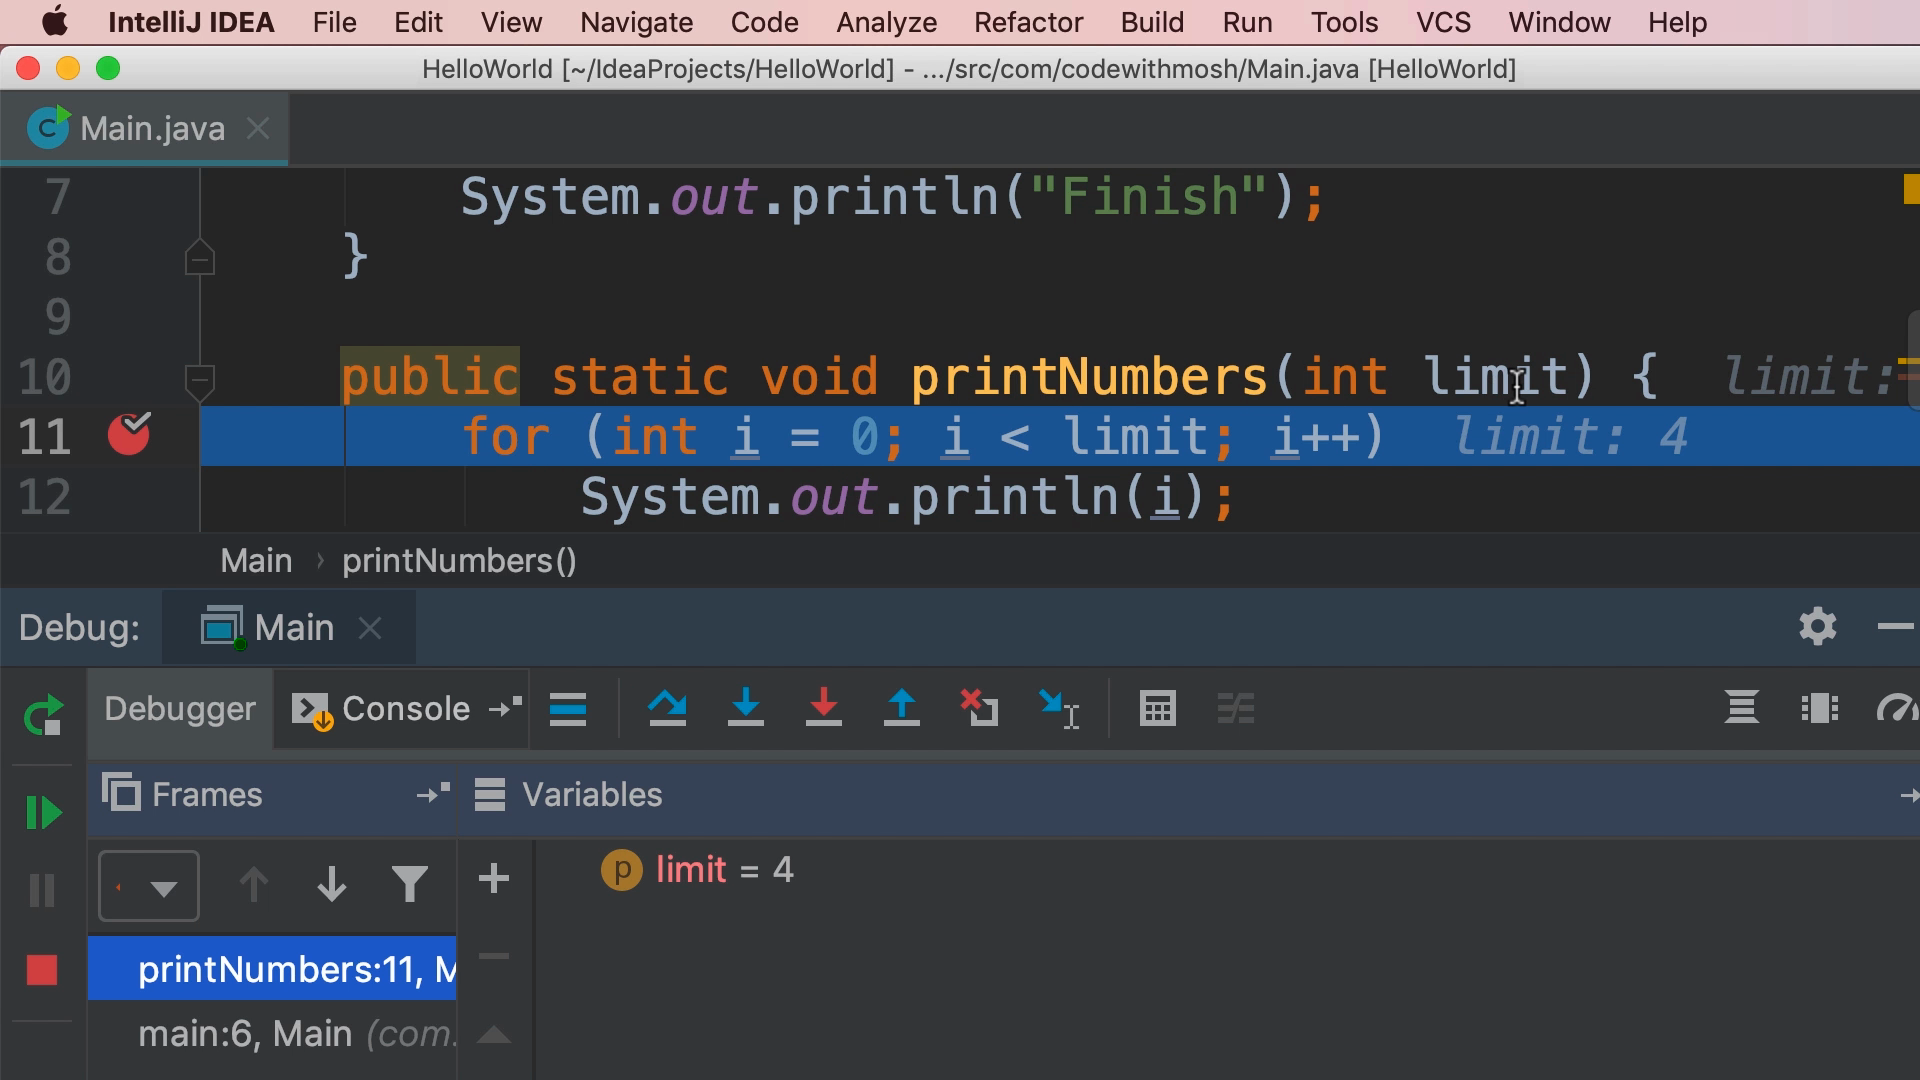 IntelliJ IDEA File Edit View Navigate Code Analyze Refactor Build Run Tools VCS Window Help
HelloWorld [~/IdeaProjects/HelloWorld] - .../src/com/codewithmosh/Main.java [HelloWorld]
C Main.java
7 System.out.println("Finish");
8 }
9
10 public static void printNumbers(int limit) { limit:
11 for (int i = 0; i < limit; i++) limit: 4
12 System.out.println(i);
Main › printNumbers()
Debug: Main
Debugger Console
Frames Variables
p limit = 4
printNumbers:11, M
main:6, Main (com.